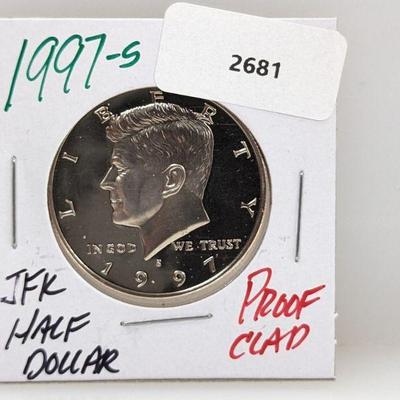 1997-S
2681
LIBERTY
IN GOD WE TRUST
S
1997
JFK
HALF
DOLLAR
PROOF
CLAD